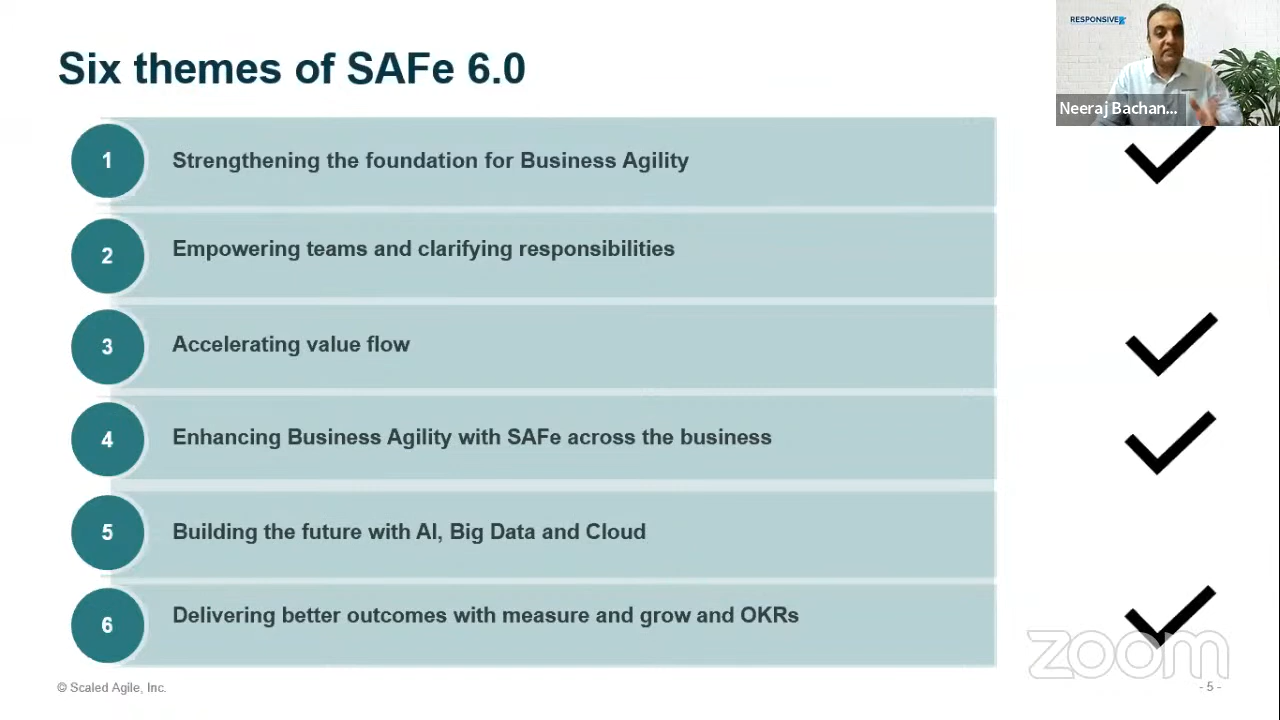 Six themes of SAFe 6.0
RESPONSIVE
Neeraj Bachan...
1 Strengthening the foundation for Business Agility
2 Empowering teams and clarifying responsibilities
3 Accelerating value flow
4 Enhancing Business Agility with SAFe across the business
5 Building the future with AI, Big Data and Cloud
6 Delivering better outcomes with measure and grow and OKRs
zoom
© Scaled Agile, Inc.
- 5 -